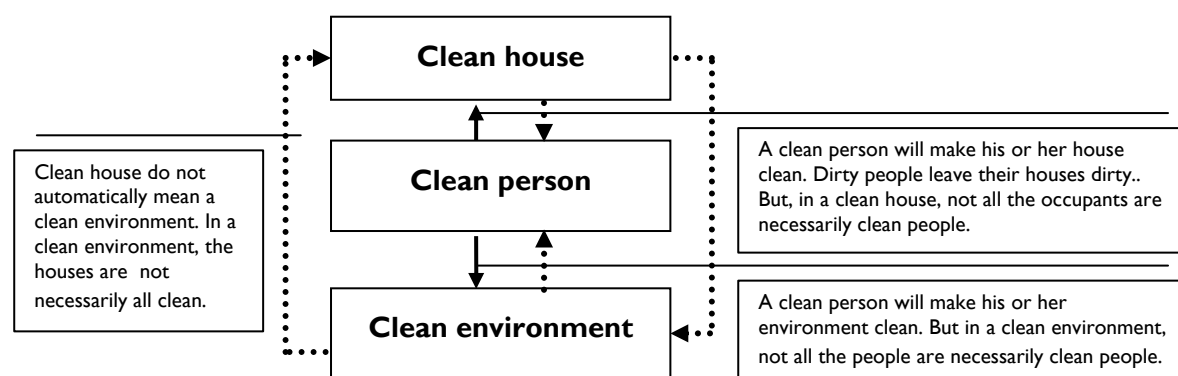 Clean house
Clean person
Clean environment
Clean house do not
automatically mean a
clean environment. In a
clean environment, the
houses are not
necessarily all clean.
A clean person will make his or her house
clean. Dirty people leave their houses dirty..
But, in a clean house, not all the occupants are
necessarily clean people.
A clean person will make his or her
environment clean. But in a clean environment,
not all the people are necessarily clean people.